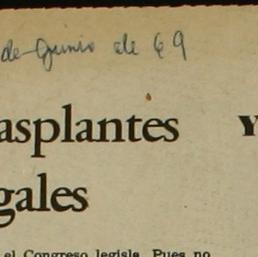 de Junio de 69
asplantes Y
gales
el Congreso legisla. Pues no